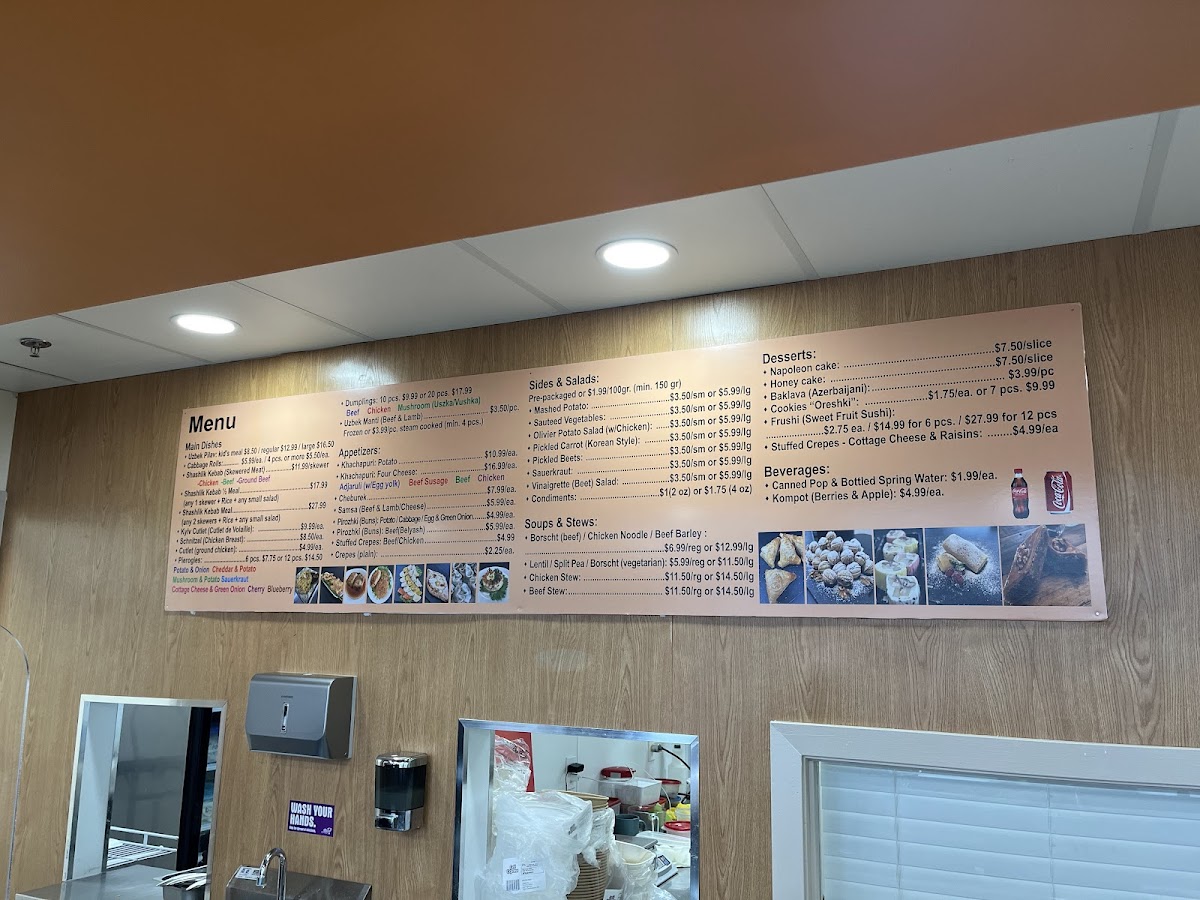 Menu
Main Dishes
• Uzbek Pilav: kid's meal $8.50 / regular $12.99 / large $16.50
• Cabbage Rolls:.......... $5.99/ea. / 4 pcs. or more $5.50/ea.
• Shashlik Kebab (Skewered Meat)..........$11.99/skewer
-Chicken -Beef -Ground Beef
• Shashlik Kebab ½ Meal..........$17.99
(any 1 skewer + Rice + any small salad)
• Shashlik Kebab Meal..........$27.99
(any 2 skewers + Rice + any small salad)
• Kyiv Cutlet (Cutlet de Volaille):..........$9.99/ea.
• Schnitzel (Chicken Breast):..........$8.50/ea.
• Cutlet (ground chicken):..........$4.99/ea.
• Pierogies:..........6 pcs. $7.75 or 12 pcs. $14.50
Potato & Onion Cheddar & Potato
Mushroom & Potato Sauerkraut
Cottage Cheese & Green Onion Cherry Blueberry
• Dumplings: 10 pcs. $9.99 or 20 pcs. $17.99
Beef Chicken Mushroom (Uszka/Vushka)
• Uzbek Manti (Beef & Lamb).......... $3.50/pc.
Frozen or $3.99/pc. steam cooked (min. 4 pcs.)
Appetizers:
• Khachapuri: Potato..........$10.99/ea.
• Khachapuri: Four Cheese:..........$16.99/ea.
Adjaruli (w/Egg yolk) Beef Susage Beef Chicken
• Cheburek..........$7.99/ea.
• Samsa (Beef & Lamb/Cheese)..........$5.99/ea.
• Pirozhki (Buns): Potato / Cabbage / Egg & Green Onion.....$4.99/ea.
• Pirozhki (Buns): Beef(Belyash)..........$5.99/ea.
• Stuffed Crepes: Beef/Chicken..........$4.99
• Crepes (plain):..........$2.25/ea.
Sides & Salads:
Pre-packaged or $1.99/100gr. (min. 150 gr)
• Mashed Potato:..........$3.50/sm or $5.99/lg
• Sauteed Vegetables:..........$3.50/sm or $5.99/lg
• Olivier Potato Salad (w/Chicken):.....$3.50/sm or $5.99/lg
• Pickled Carrot (Korean Style):..........$3.50/sm or $5.99/lg
• Pickled Beets:..........$3.50/sm or $5.99/lg
• Sauerkraut:..........$3.50/sm or $5.99/lg
• Vinaigrette (Beet) Salad:..........$3.50/sm or $5.99/lg
• Condiments:..........$1(2 oz) or $1.75 (4 oz)
Soups & Stews:
• Borscht (beef) / Chicken Noodle / Beef Barley :
..........$6.99/reg or $12.99/lg
• Lentil / Split Pea / Borscht (vegetarian): $5.99/reg or $11.50/lg
• Chicken Stew:..........$11.50/rg or $14.50/lg
• Beef Stew:..........$11.50/rg or $14.50/lg
Desserts:
• Napoleon cake:..........$7.50/slice
• Honey cake:..........$7.50/slice
• Baklava (Azerbaijani):..........$3.99/pc
• Cookies "Oreshki":..........$1.75/ea. or 7 pcs. $9.99
• Frushi (Sweet Fruit Sushi):
..........$2.75 ea. / $14.99 for 6 pcs. / $27.99 for 12 pcs
• Stuffed Crepes - Cottage Cheese & Raisins: .......$4.99/ea
Beverages:
• Canned Pop & Bottled Spring Water: $1.99/ea.
• Kompot (Berries & Apple): $4.99/ea.
Coca-Cola
WASH YOUR
HANDS.